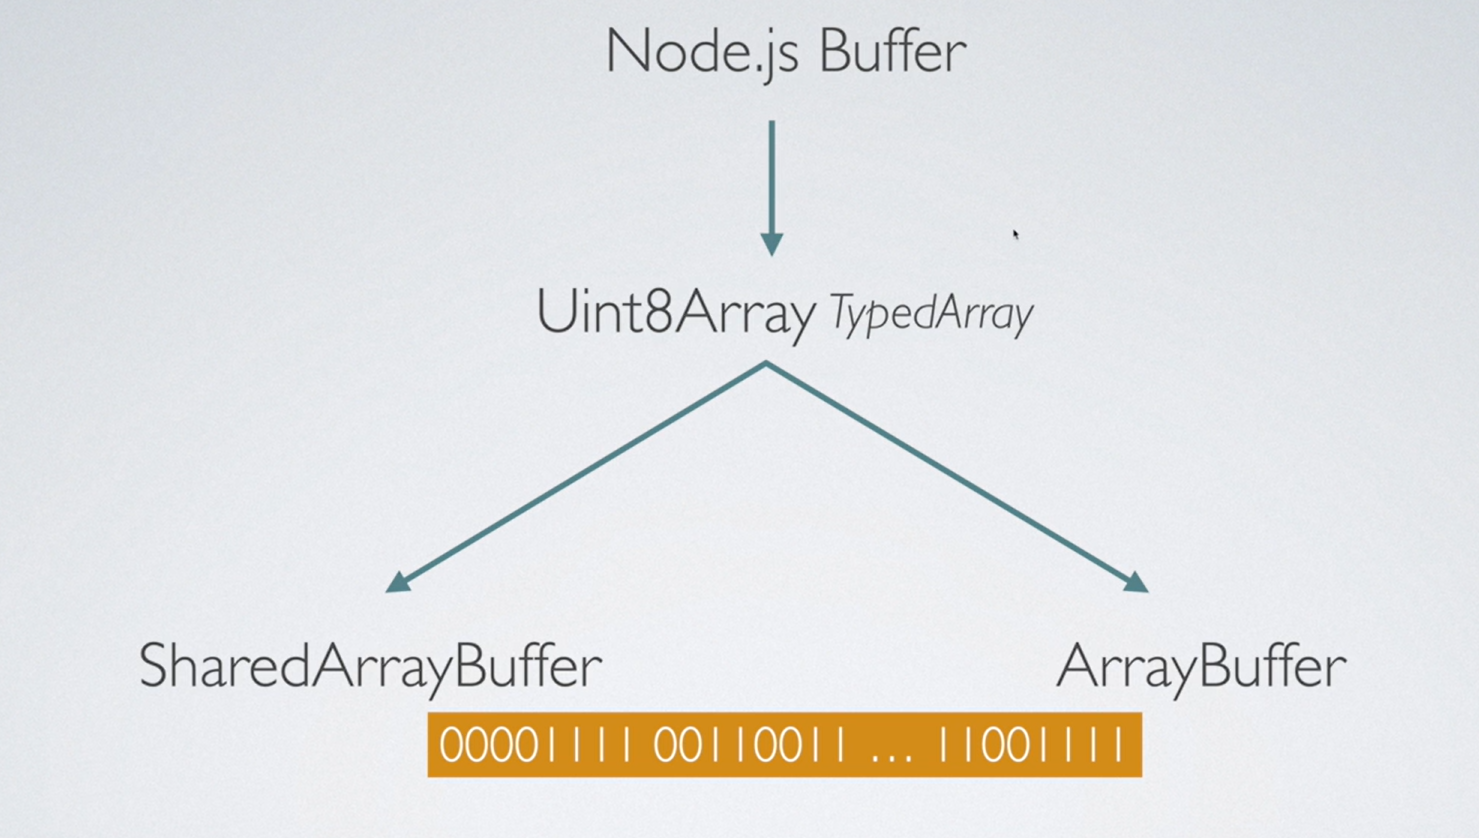 Node.js Buffer
Uint8Array TypedArray
SharedArrayBuffer
ArrayBuffer
00001111 00110011 ... 11001111